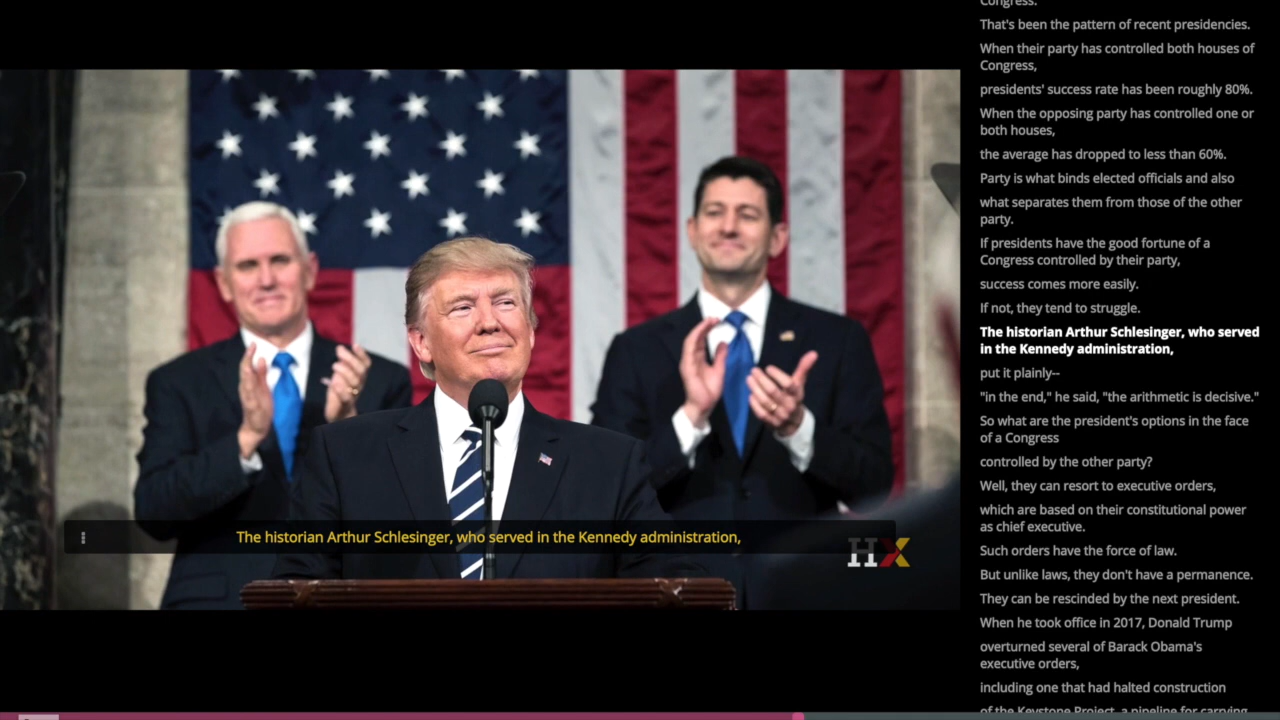 The historian Arthur Schlesinger, who served in the Kennedy administration,
HX
Congress.
That's been the pattern of recent presidencies.
When their party has controlled both houses of
Congress,
presidents' success rate has been roughly 80%.
When the opposing party has controlled one or
both houses,
the average has dropped to less than 60%.
Party is what binds elected officials and also
what separates them from those of the other
party.
If presidents have the good fortune of a
Congress controlled by their party,
success comes more easily.
If not, they tend to struggle.
The historian Arthur Schlesinger, who served
in the Kennedy administration,
put it plainly--
"in the end," he said, "the arithmetic is decisive."
So what are the president's options in the face
of a Congress
controlled by the other party?
Well, they can resort to executive orders,
which are based on their constitutional power
as chief executive.
Such orders have the force of law.
But unlike laws, they don't have a permanence.
They can be rescinded by the next president.
When he took office in 2017, Donald Trump
overturned several of Barack Obama's
executive orders,
including one that had halted construction
of the Keystone Project, a pipeline for carrying